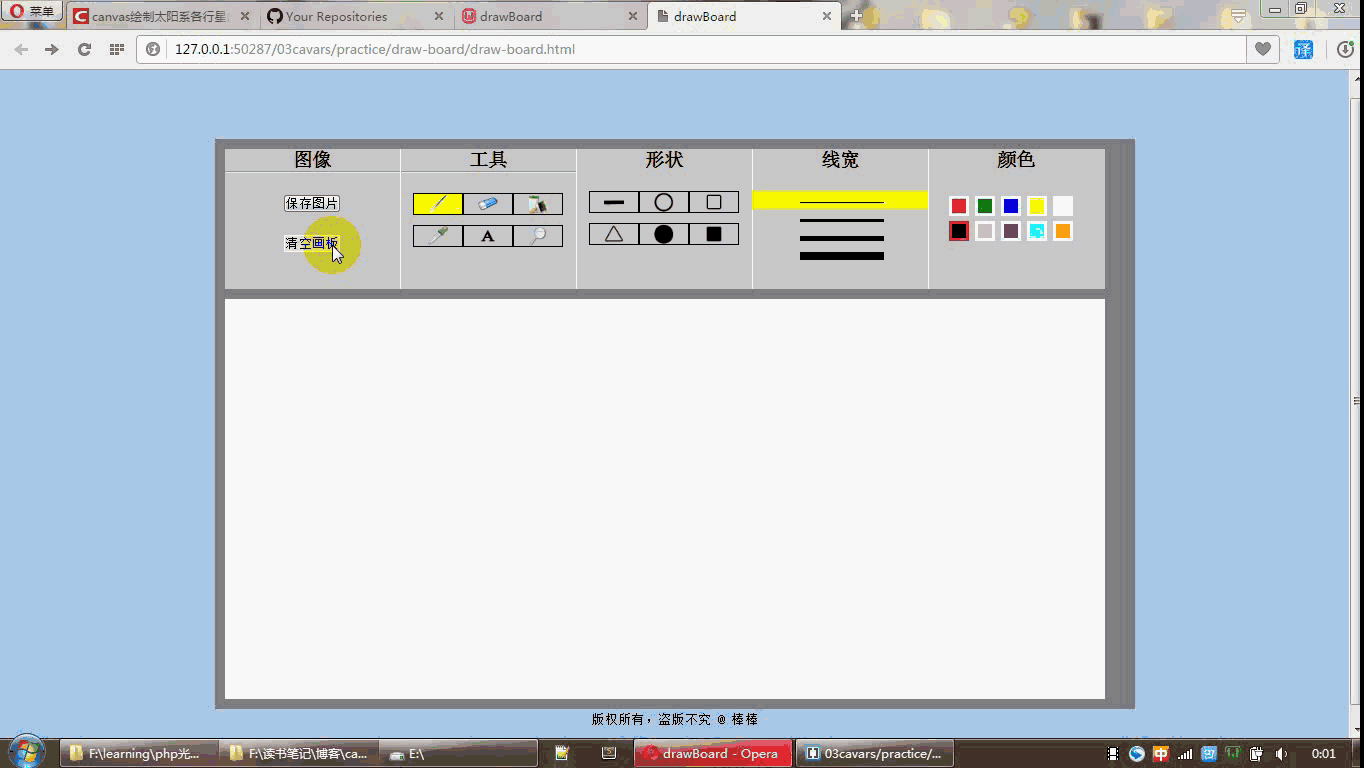 菜单
canvas绘制太阳系各行星
Your Repositories
drawBoard
drawBoard
127.0.0.1:50287/03cavars/practice/draw-board/draw-board.html
译
图像
工具
形状
线宽
颜色
保存图片
清空画板
A
版权所有，盗版不究 @ 棒棒
F:\learning\php光...
F:\读书笔记\博客\ca...
E:\
drawBoard - Opera
03cavars/practice/...
中
0:01